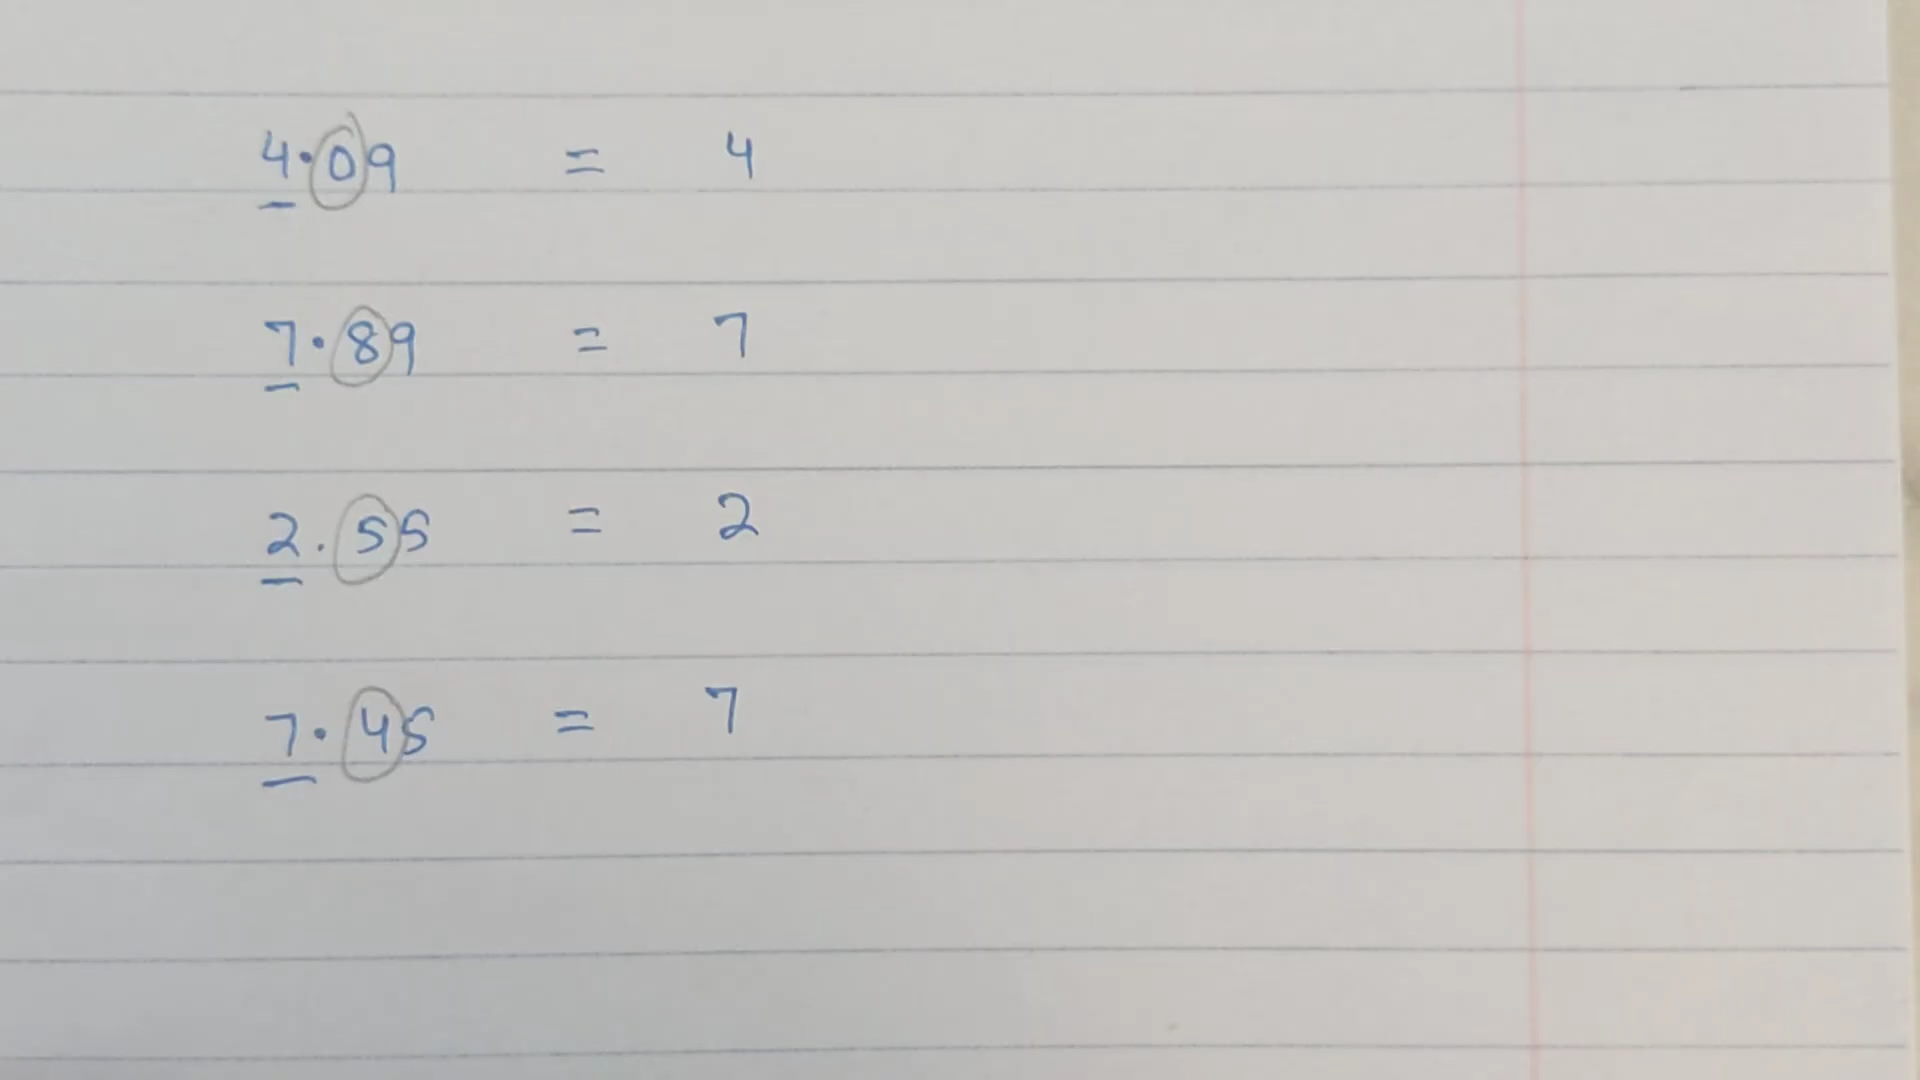 4.09 = 4
7.89 = 7
2.55 = 2
7.45 = 7